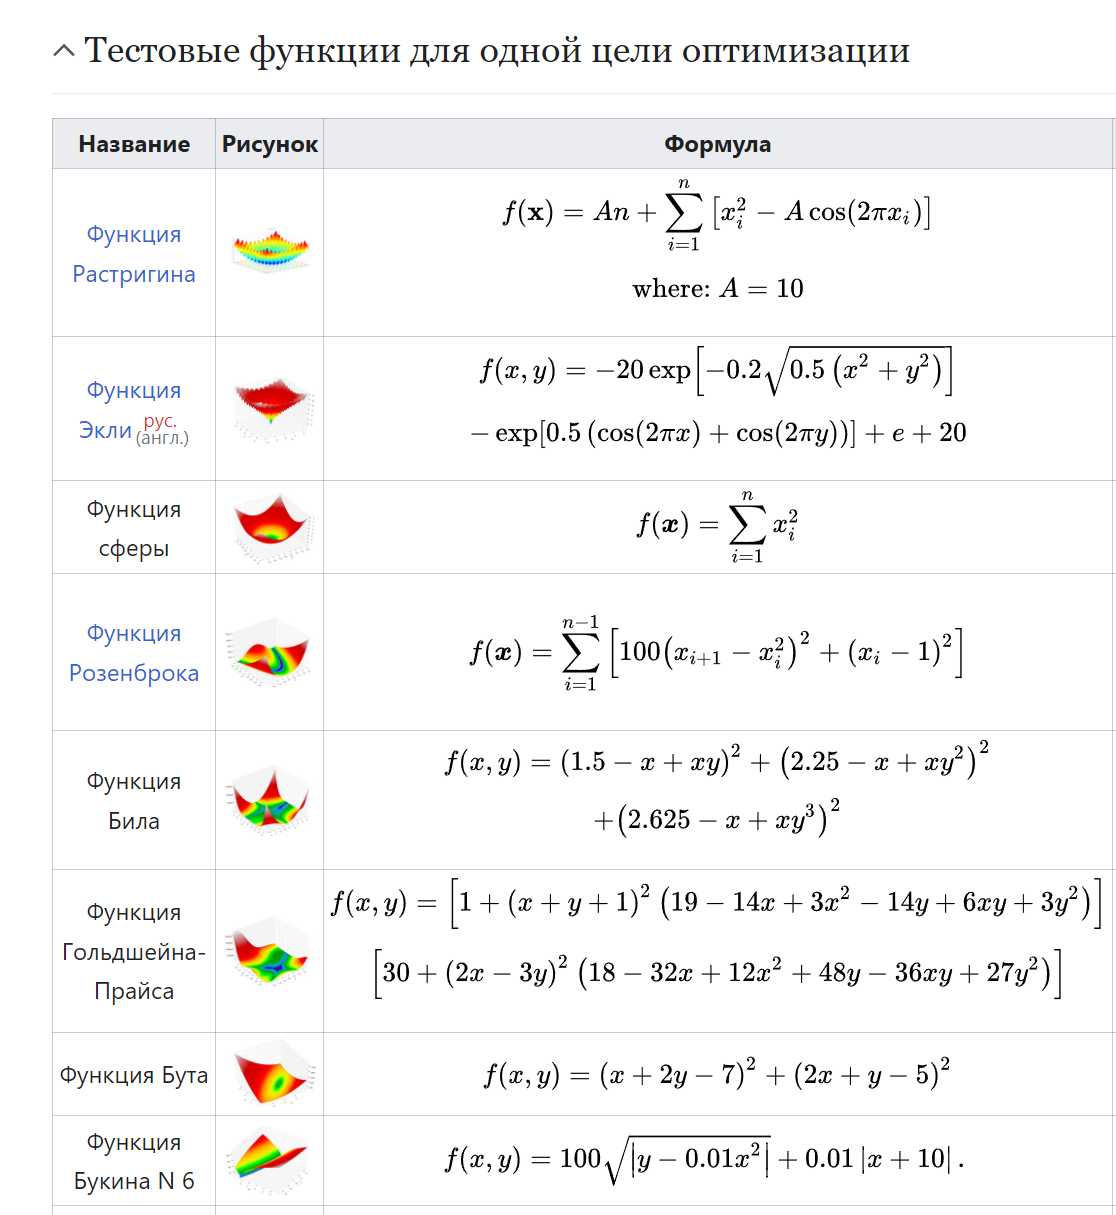 Тестовые функции для одной цели оптимизации
Название Рисунок Формула
Функция
Растригина
f(x) = An + ∑_{i=1}^{n} [x_i^2 − A cos(2πx_i)]
where: A = 10
Функция
Экли рус. (англ.)
f(x, y) = −20 exp[−0.2√(0.5 (x^2 + y^2))]
− exp[0.5 (cos(2πx) + cos(2πy))] + e + 20
Функция
сферы
f(x) = ∑_{i=1}^{n} x_i^2
Функция
Розенброка
f(x) = ∑_{i=1}^{n−1} [100(x_{i+1} − x_i^2)^2 + (x_i − 1)^2]
Функция
Била
f(x, y) = (1.5 − x + xy)^2 + (2.25 − x + xy^2)^2
+(2.625 − x + xy^3)^2
Функция
Гольдшейна-
Прайса
f(x, y) = [1 + (x + y + 1)^2 (19 − 14x + 3x^2 − 14y + 6xy + 3y^2)]
[30 + (2x − 3y)^2 (18 − 32x + 12x^2 + 48y − 36xy + 27y^2)]
Функция Бута
f(x, y) = (x + 2y − 7)^2 + (2x + y − 5)^2
Функция
Букина N 6
f(x, y) = 100√|y − 0.01x^2| + 0.01 |x + 10| .